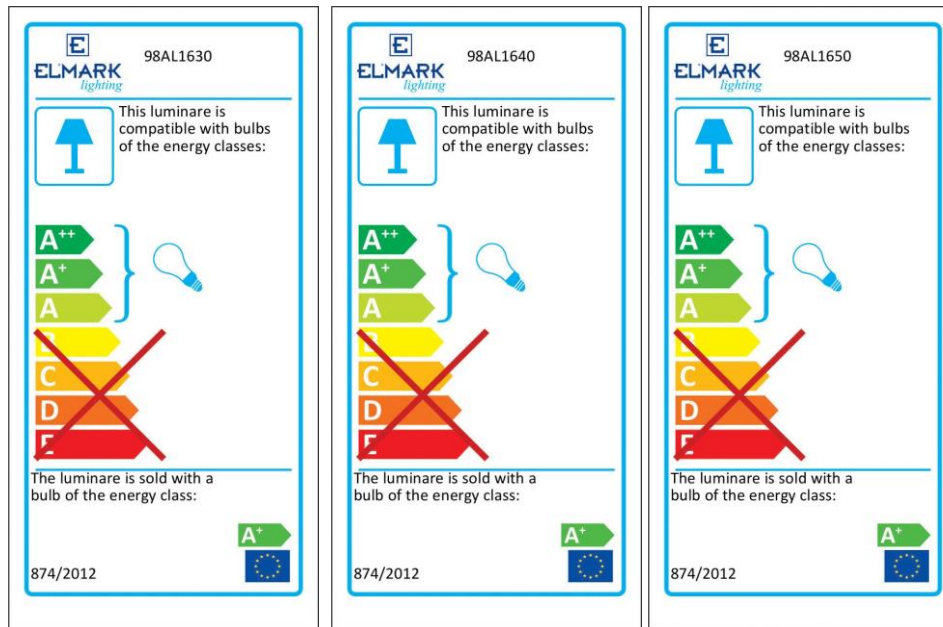 E
ELMARK
lighting
98AL1630
This luminare is
compatible with bulbs
of the energy classes:
A++
A+
A
B
C
D
E
The luminare is sold with a
bulb of the energy class:
A+
874/2012
E
ELMARK
lighting
98AL1640
This luminare is
compatible with bulbs
of the energy classes:
A++
A+
A
B
C
D
E
The luminare is sold with a
bulb of the energy class:
A+
874/2012
E
ELMARK
lighting
98AL1650
This luminare is
compatible with bulbs
of the energy classes:
A++
A+
A
B
C
D
E
The luminare is sold with a
bulb of the energy class:
A+
874/2012